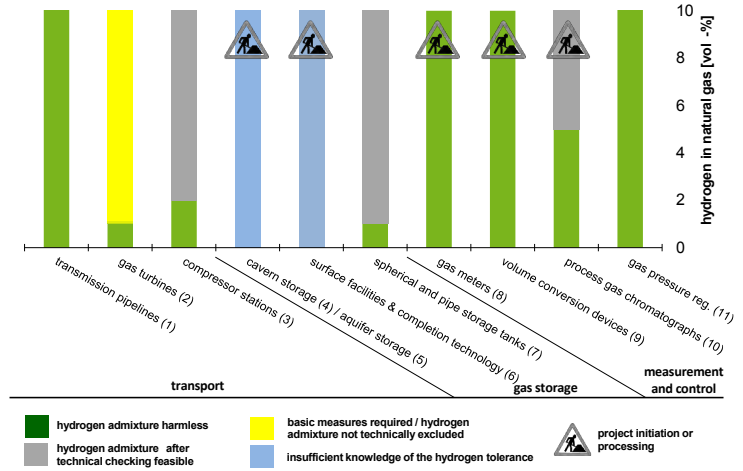 10
8
6
4
2
0
hydrogen in natural gas [vol -%]
transmission pipelines (1)
gas turbines (2)
compressor stations (3)
cavern storage (4) / aquifer storage (5)
surface facilities & completion technology (6)
spherical and pipe storage tanks (7)
gas meters (8)
volume conversion devices (9)
process gas chromatographs (10)
gas pressure reg. (11)
transport
gas storage
measurement
and control
hydrogen admixture harmless
hydrogen admixture after
technical checking feasible
basic measures required / hydrogen
admixture not technically excluded
insufficient knowledge of the hydrogen tolerance
project initiation or
processing